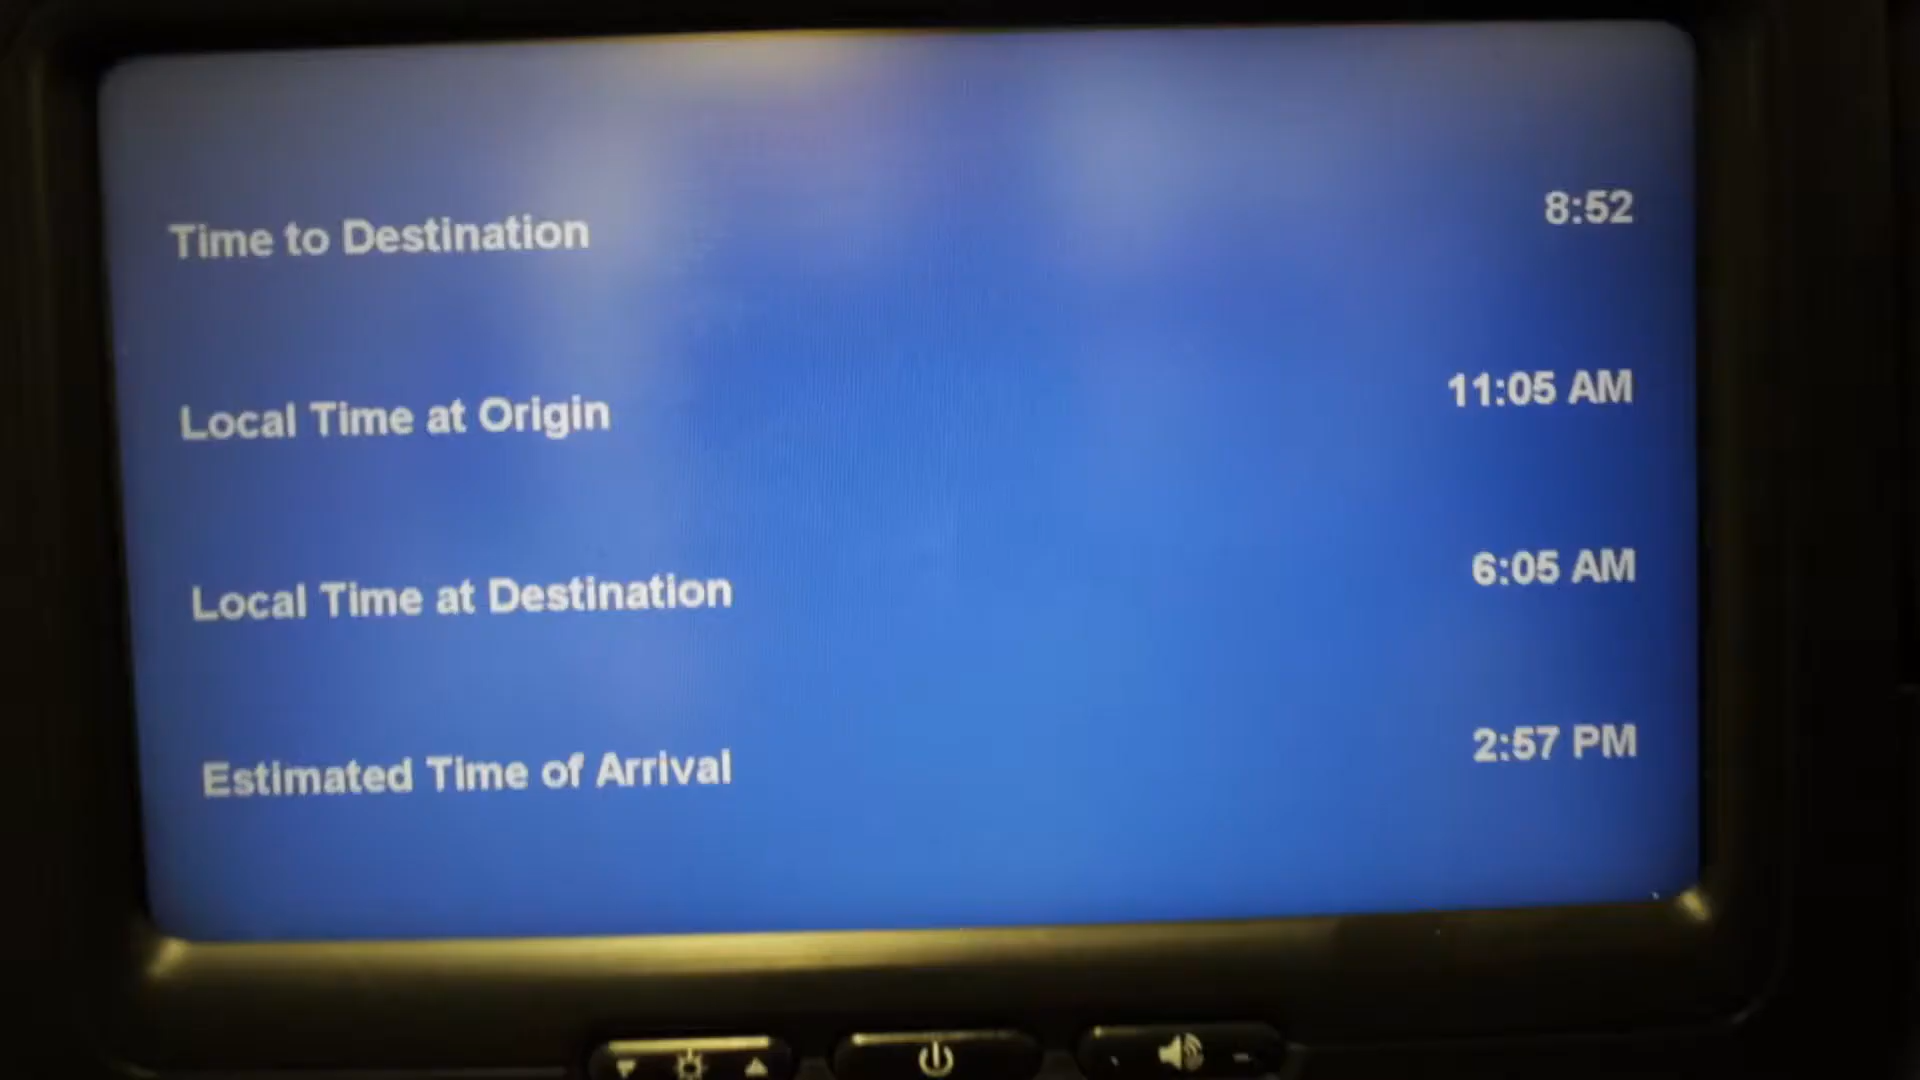 Time to Destination 8:52
Local Time at Origin 11:05 AM
Local Time at Destination 6:05 AM
Estimated Time of Arrival 2:57 PM